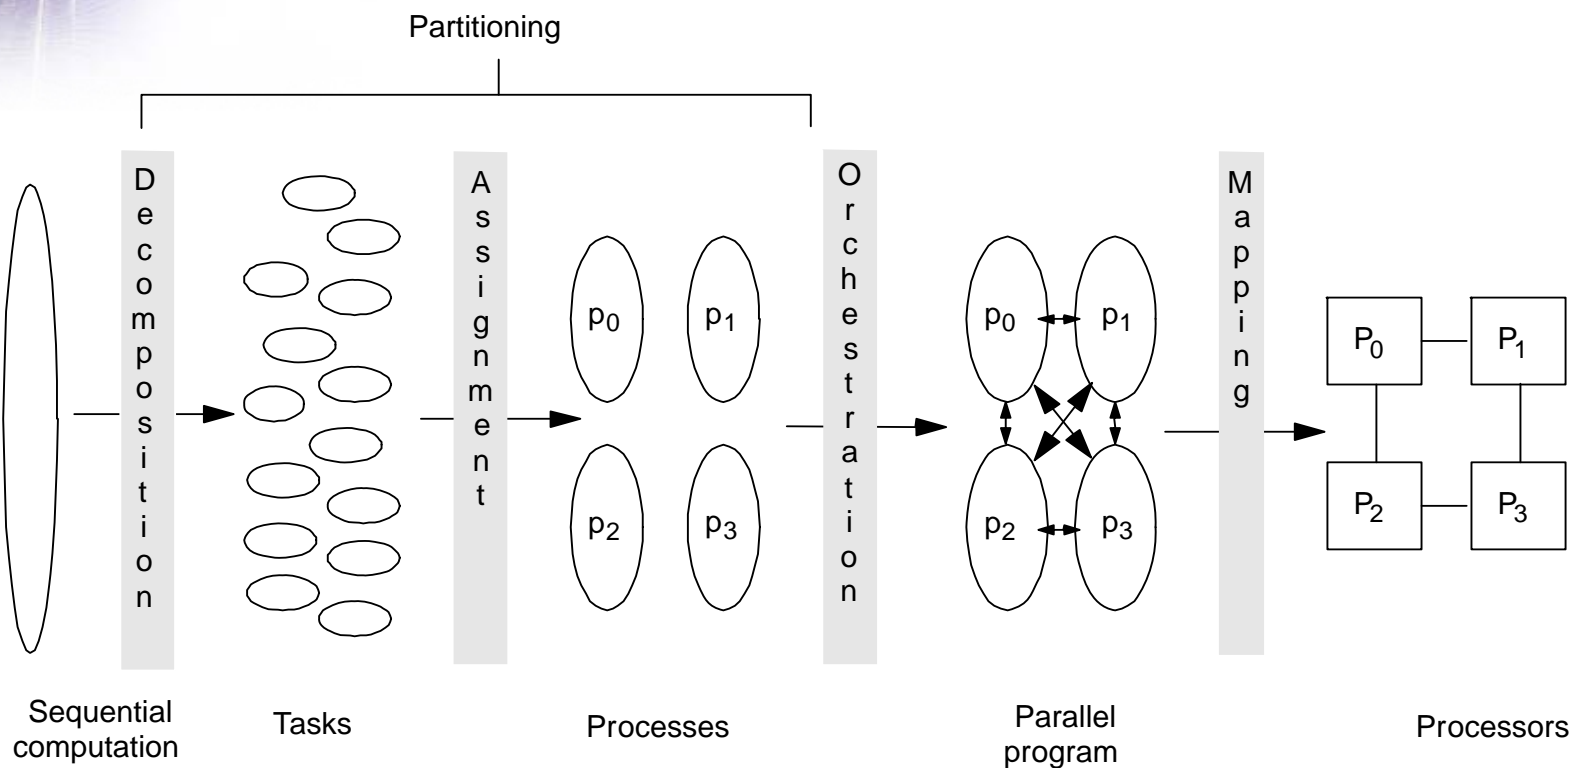 Partitioning
Decomposition
Assignment
Orchestration
Mapping
p0
p1
p2
p3
p0
p1
p2
p3
P0
P1
P2
P3
Sequential
computation
Tasks
Processes
Parallel
program
Processors